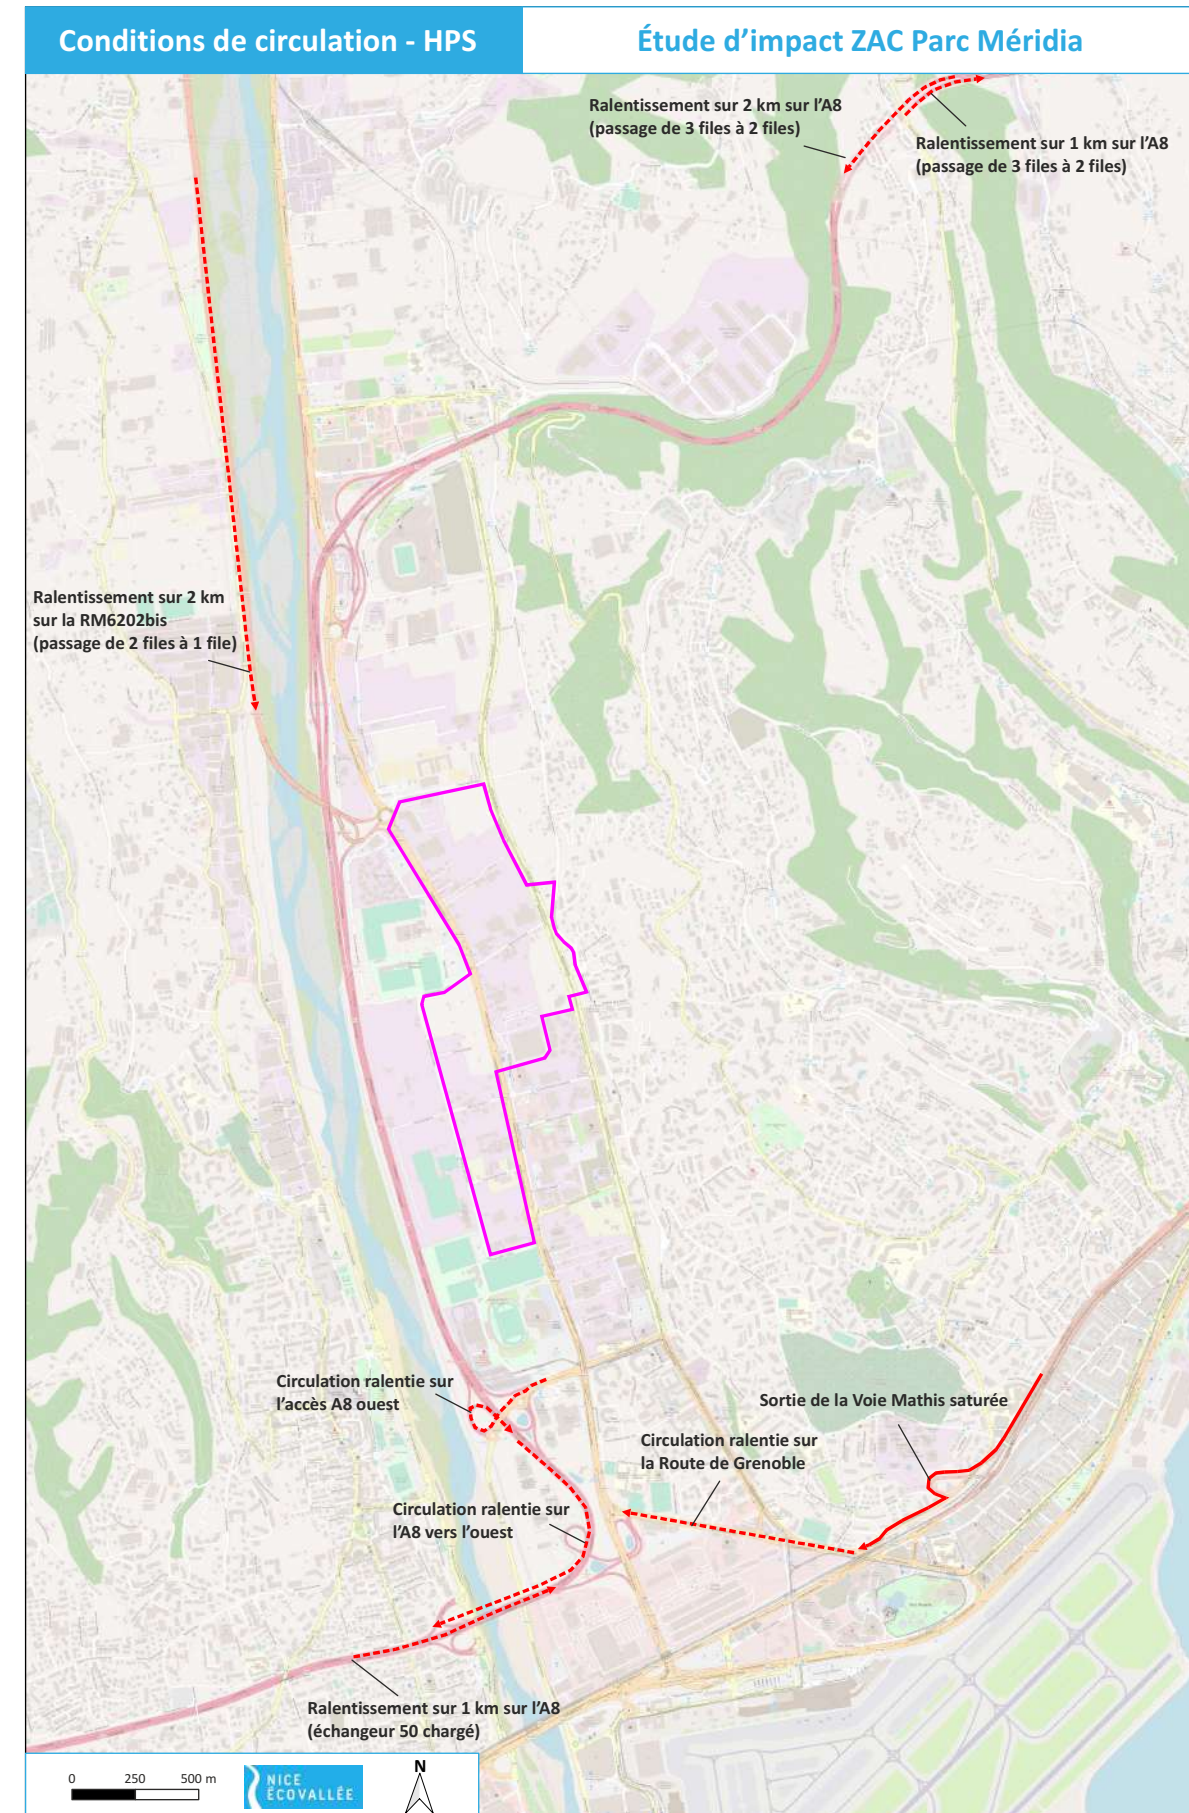 Conditions de circulation - HPS
Étude d’impact ZAC Parc Méridia
Ralentissement sur 2 km sur l’A8
(passage de 3 files à 2 files)
Ralentissement sur 1 km sur l’A8
(passage de 3 files à 2 files)
Ralentissement sur 2 km
sur la RM6202bis
(passage de 2 files à 1 file)
Circulation ralentie sur
l’accès A8 ouest
Sortie de la Voie Mathis saturée
Circulation ralentie sur
la Route de Grenoble
Circulation ralentie sur
l’A8 vers l’ouest
Ralentissement sur 1 km sur l’A8
(échangeur 50 chargé)
0 250 500 m
NICE
ÉCOVALLÉE
N